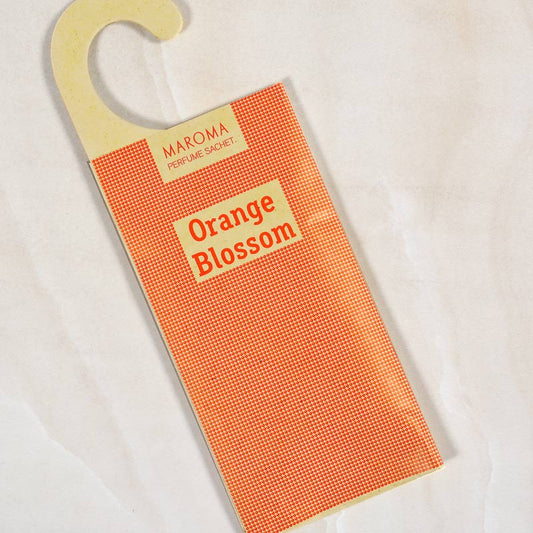 MAROMA
PERFUME SACHET.
Orange
Blossom